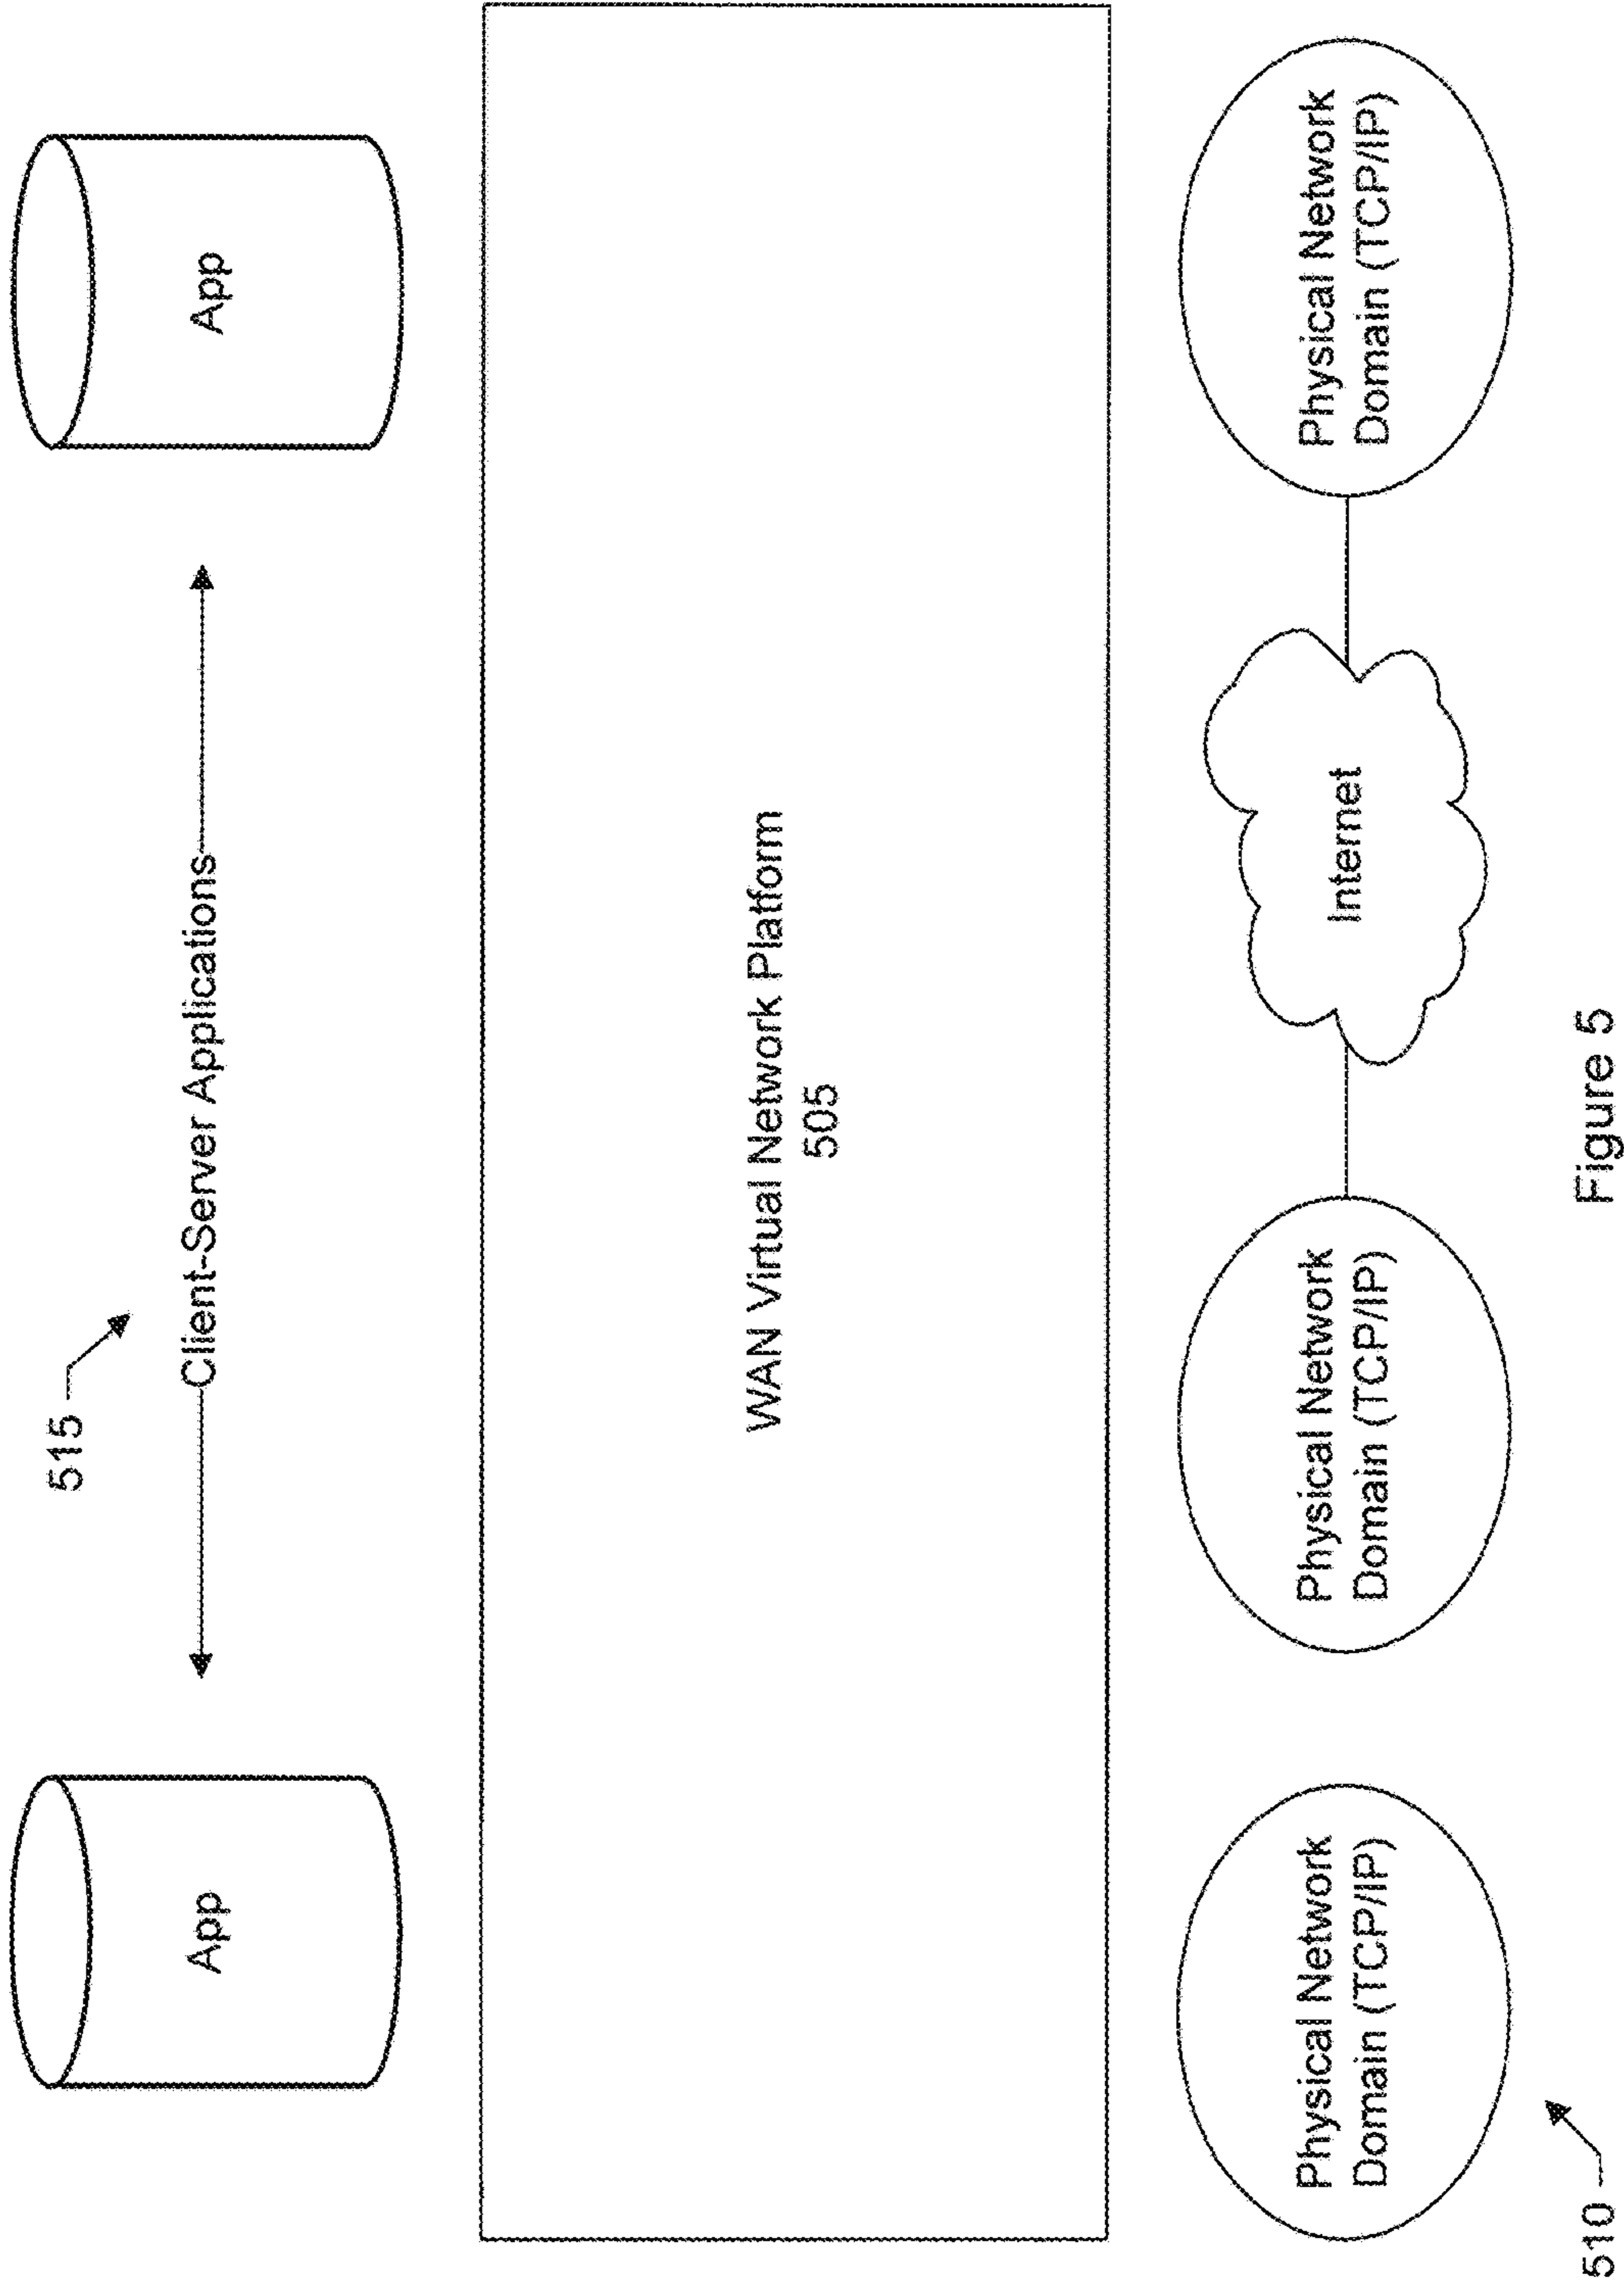 515
App
Client-Server Applications
App
WAN Virtual Network Platform
505
Physical Network
Domain (TCP/IP)
Physical Network
Domain (TCP/IP)
Internet
Physical Network
Domain (TCP/IP)
510
Figure 5